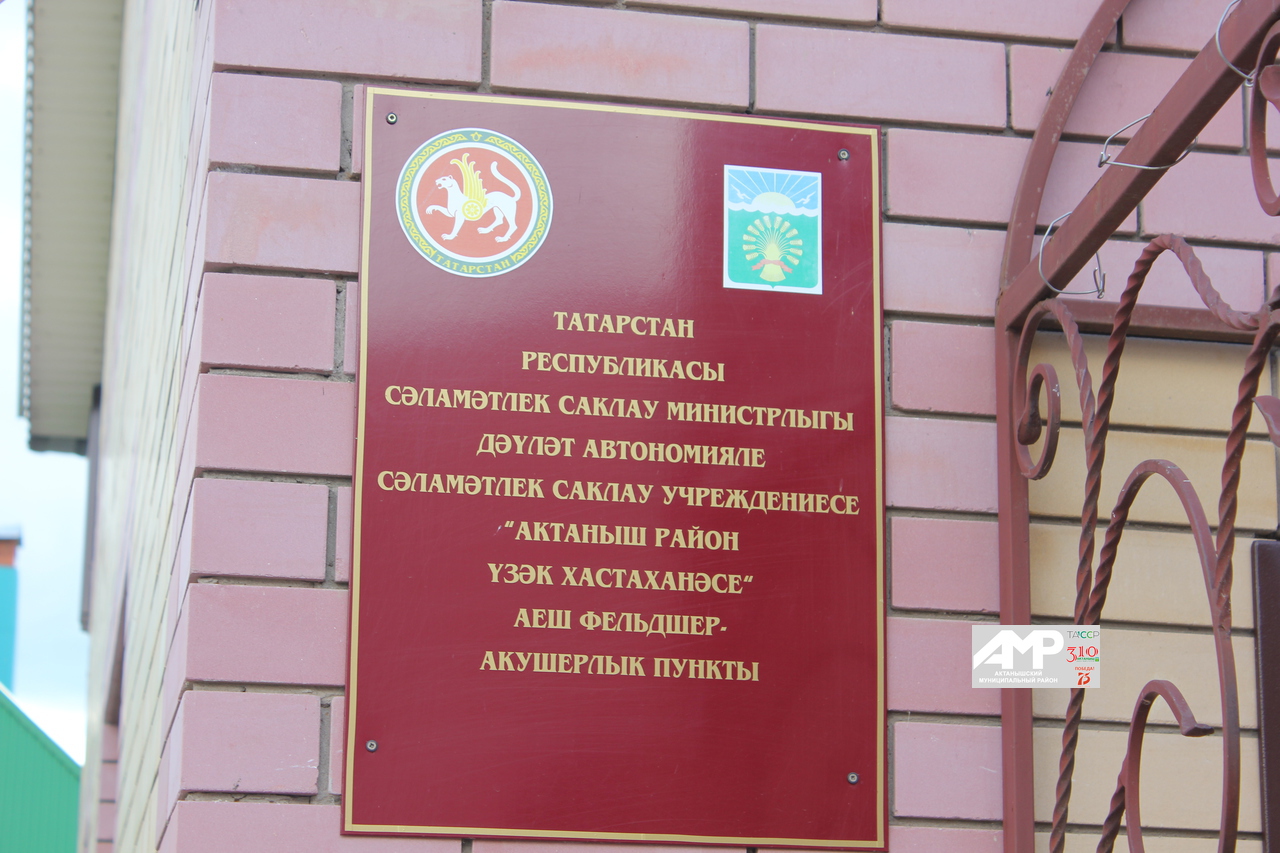 ТАТАРСТАН
ТАТАРСТАН
РЕСПУБЛИКАСЫ
СӘЛАМӘТЛЕК САКЛАУ МИНИСТРЛЫГЫ
ДӘҮЛӘТ АВТОНОМИЯЛЕ
СӘЛАМӘТЛЕК САКЛАУ УЧРЕЖДЕНИЕСЕ
“АКТАНЫШ РАЙОН
ҮЗӘК ХАСТАХАНӘСЕ“
АЕШ ФЕЛЬДШЕР-
АКУШЕРЛЫК ПУНКТЫ
АМР
АКТАНЫШСКИЙ
МУНИЦИПАЛЬНЫЙ РАЙОН
ТАССР
ПОБЕДА!
75